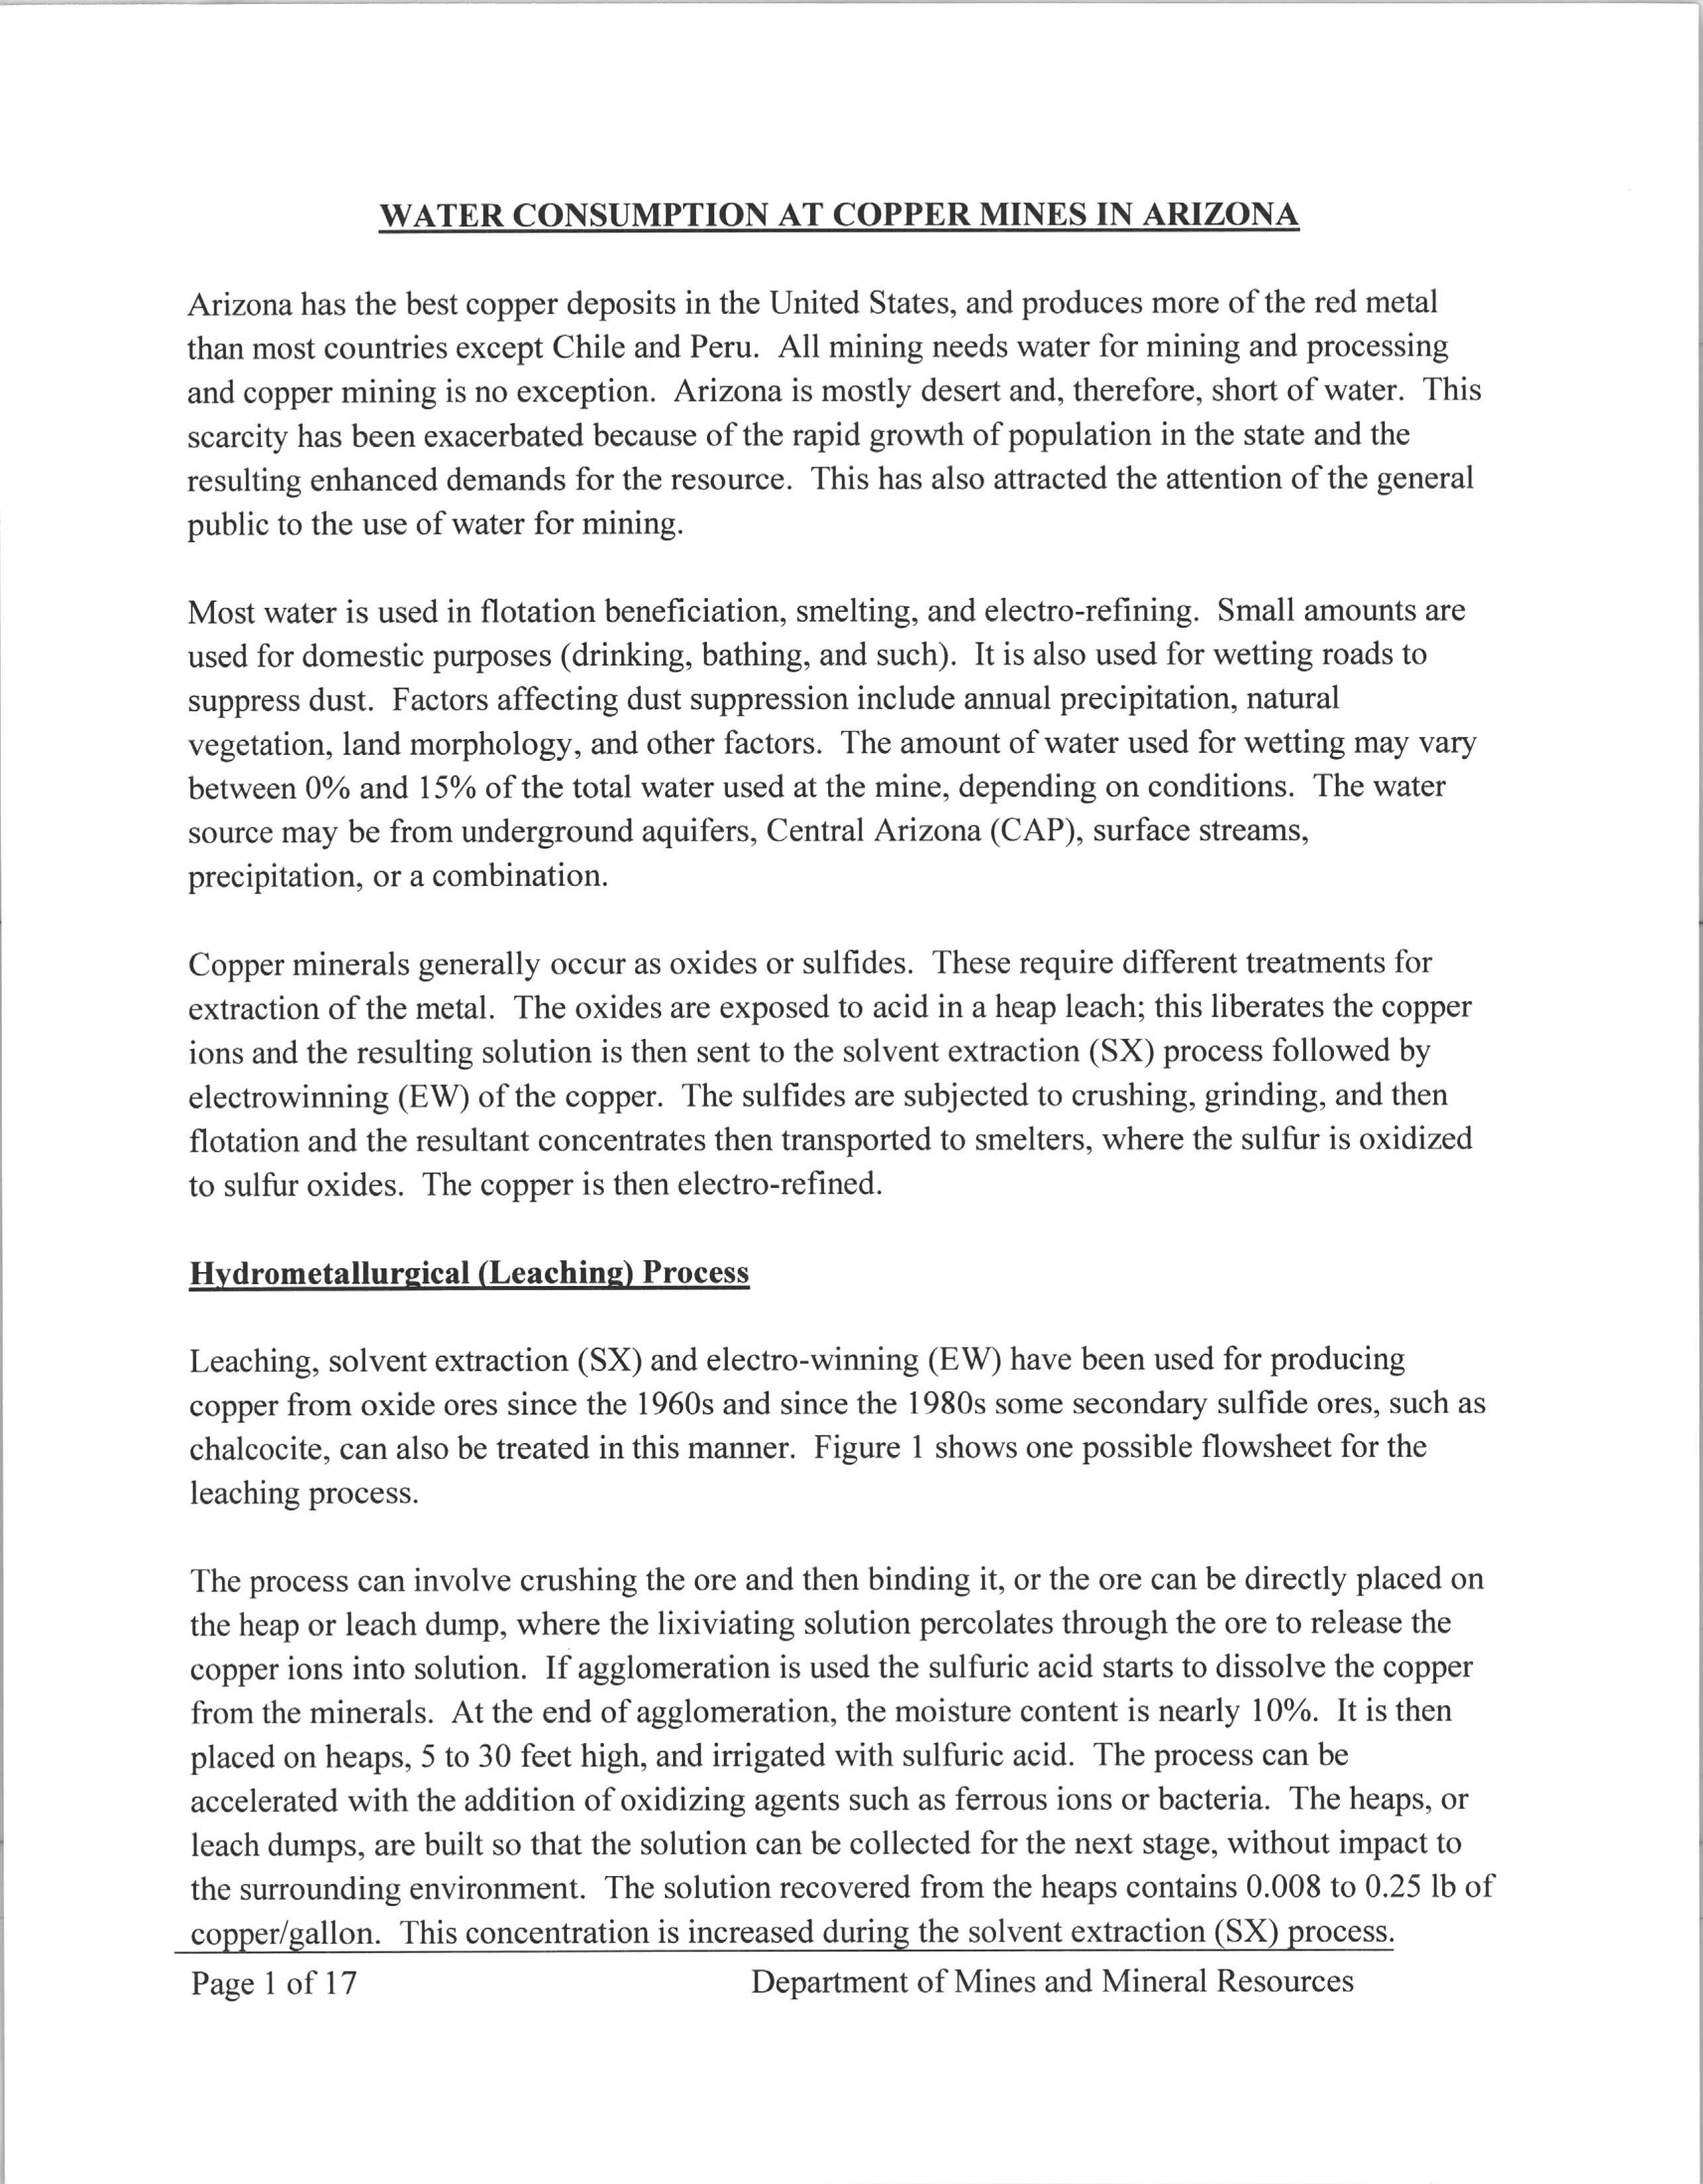 WATER CONSUMPTION AT COPPER MINES IN ARIZONA
Arizona has the best copper deposits in the United States, and produces more of the red metal
than most countries except Chile and Peru. All mining needs water for mining and processing
and copper mining is no exception. Arizona is mostly desert and, therefore, short of water. This
scarcity has been exacerbated because of the rapid growth of population in the state and the
resulting enhanced demands for the resource. This has also attracted the attention of the general
public to the use of water for mining.
Most water is used in flotation beneficiation, smelting, and electro-refining. Small amounts are
used for domestic purposes (drinking, bathing, and such). It is also used for wetting roads to
suppress dust. Factors affecting dust suppression include annual precipitation, natural
vegetation, land morphology, and other factors. The amount of water used for wetting may vary
between 0% and 15% of the total water used at the mine, depending on conditions. The water
source may be from underground aquifers, Central Arizona (CAP), surface streams,
precipitation, or a combination.
Copper minerals generally occur as oxides or sulfides. These require different treatments for
extraction of the metal. The oxides are exposed to acid in a heap leach; this liberates the copper
ions and the resulting solution is then sent to the solvent extraction (SX) process followed by
electrowinning (EW) of the copper. The sulfides are subjected to crushing, grinding, and then
flotation and the resultant concentrates then transported to smelters, where the sulfur is oxidized
to sulfur oxides. The copper is then electro-refined.
Hydrometallurgical (Leaching) Process
Leaching, solvent extraction (SX) and electro-winning (EW) have been used for producing
copper from oxide ores since the 1960s and since the 1980s some secondary sulfide ores, such as
chalcocite, can also be treated in this manner. Figure 1 shows one possible flowsheet for the
leaching process.
The process can involve crushing the ore and then binding it, or the ore can be directly placed on
the heap or leach dump, where the lixiviating solution percolates through the ore to release the
copper ions into solution. If agglomeration is used the sulfuric acid starts to dissolve the copper
from the minerals. At the end of agglomeration, the moisture content is nearly 10%. It is then
placed on heaps, 5 to 30 feet high, and irrigated with sulfuric acid. The process can be
accelerated with the addition of oxidizing agents such as ferrous ions or bacteria. The heaps, or
leach dumps, are built so that the solution can be collected for the next stage, without impact to
the surrounding environment. The solution recovered from the heaps contains 0.008 to 0.25 lb of
copper/gallon. This concentration is increased during the solvent extraction (SX) process.
Page 1 of 17 Department of Mines and Mineral Resources